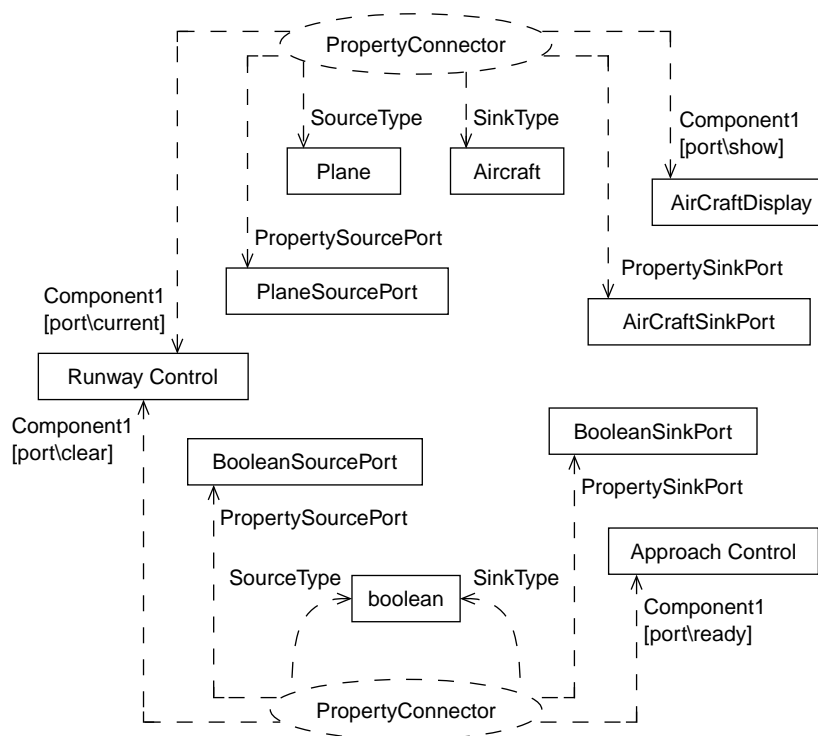 PropertyConnector
SourceType
SinkType
Component1
[port\show]
Plane
Aircraft
AirCraftDisplay
PropertySourcePort
PropertySinkPort
PlaneSourcePort
Component1
[port\current]
AirCraftSinkPort
Runway Control
Component1
[port\clear]
BooleanSinkPort
BooleanSourcePort
PropertySinkPort
PropertySourcePort
Approach Control
SourceType
SinkType
boolean
Component1
[port\ready]
PropertyConnector